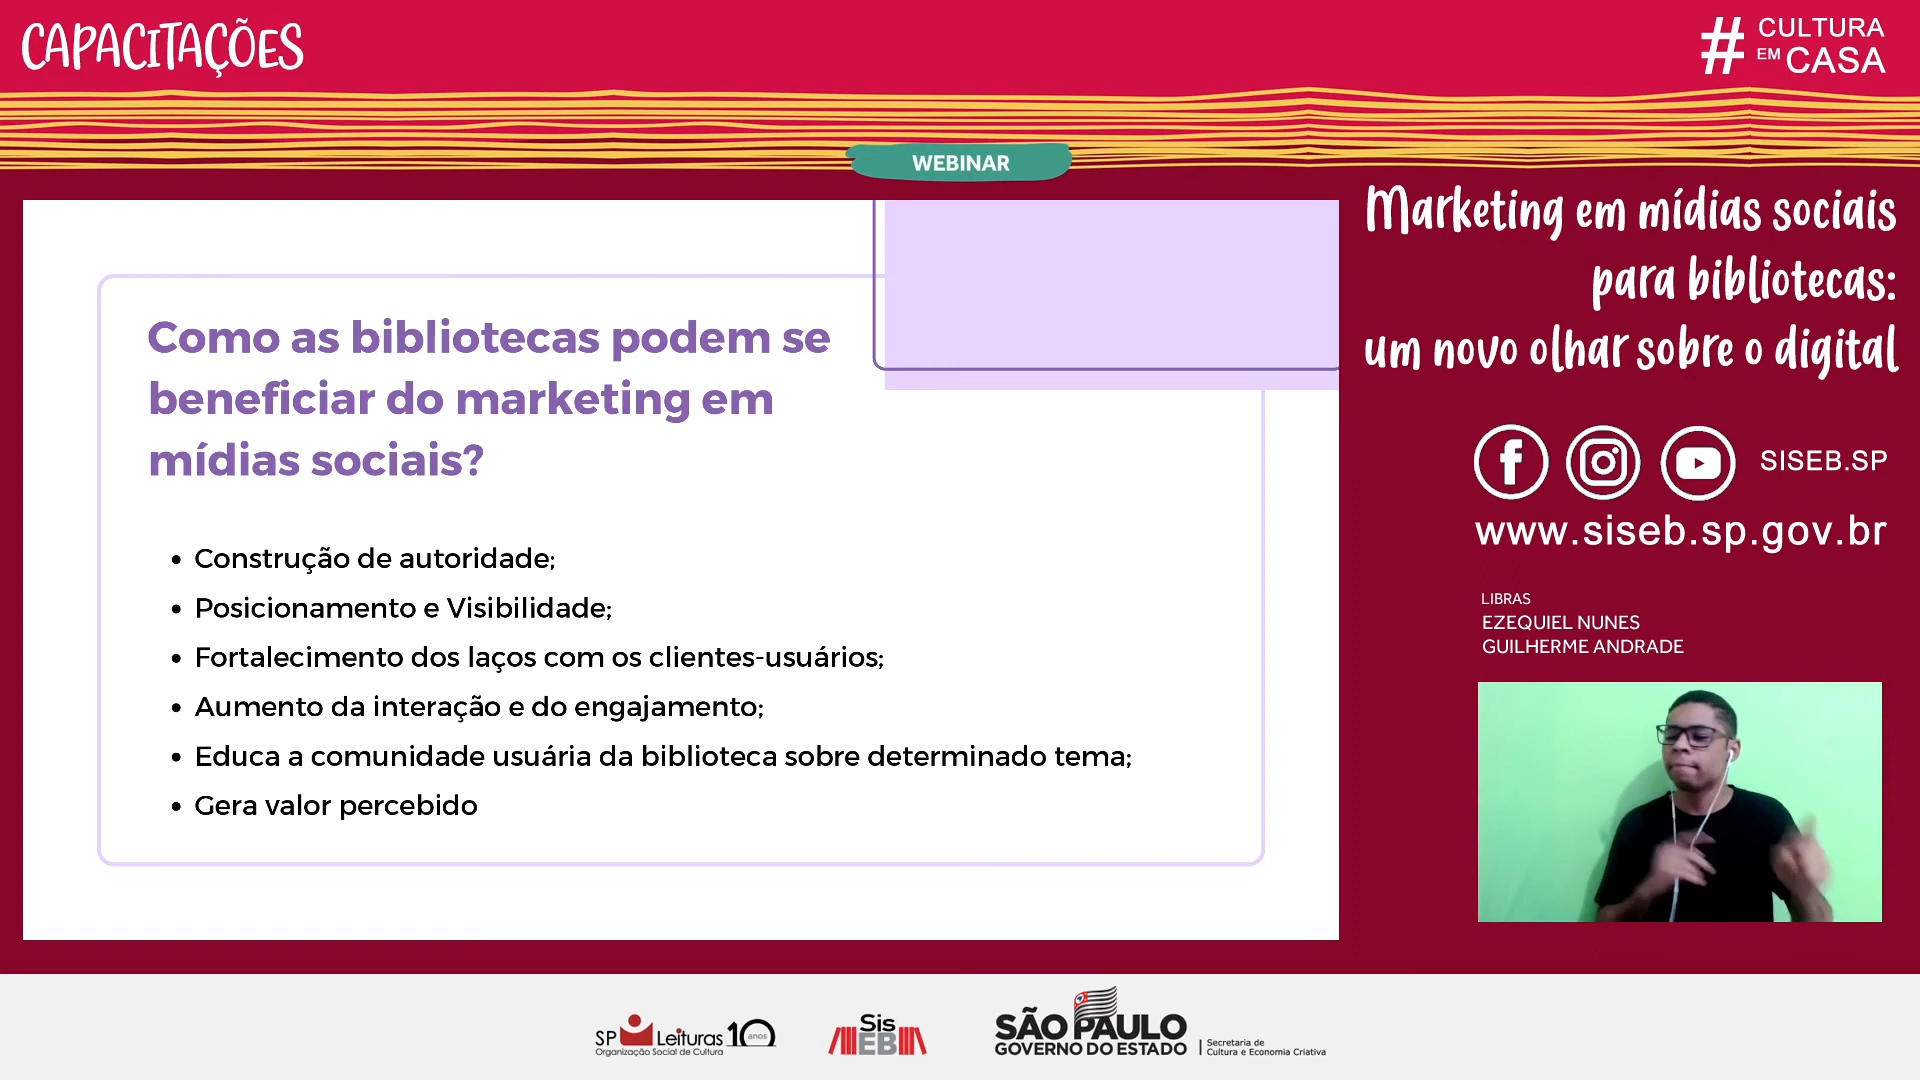 CAPACITAÇÕES
# CULTURA
EM CASA
WEBINAR
Marketing em mídias sociais
para bibliotecas:
um novo olhar sobre o digital
Como as bibliotecas podem se
beneficiar do marketing em
mídias sociais?
• Construção de autoridade;
• Posicionamento e Visibilidade;
• Fortalecimento dos laços com os clientes-usuários;
• Aumento da interação e do engajamento;
• Educa a comunidade usuária da biblioteca sobre determinado tema;
• Gera valor percebido
SISEB.SP
www.siseb.sp.gov.br
LIBRAS
EZEQUIEL NUNES
GUILHERME ANDRADE
SP Leituras 10 anos
Organização Social de Cultura
Sis
EB
SÃO PAULO
GOVERNO DO ESTADO
Secretaria de
Cultura e Economia Criativa